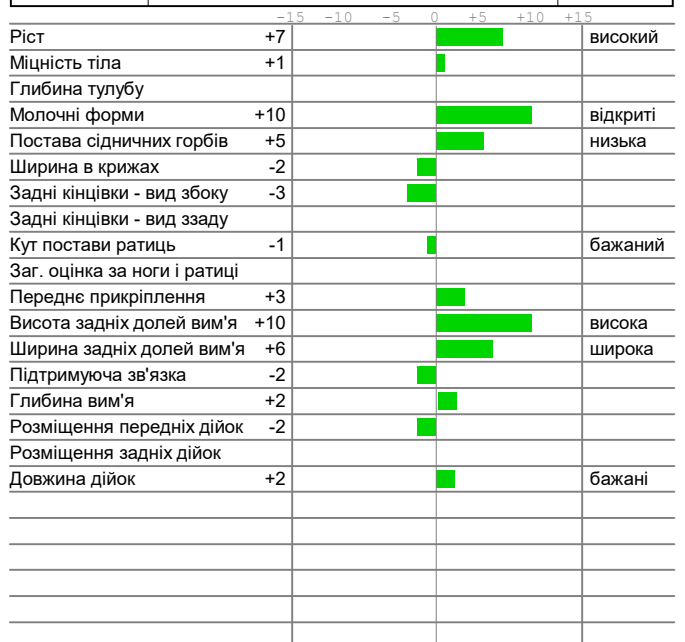 -15 -10 -5 0 +5 +10 +15
Ріст +7 високий
Міцність тіла +1
Глибина тулубу
Молочні форми +10 відкриті
Постава сідничних горбів +5 низька
Ширина в крижах -2
Задні кінцівки - вид збоку -3
Задні кінцівки - вид ззаду
Кут постави ратиць -1 бажаний
Заг. оцінка за ноги і ратиці
Переднє прикріплення +3
Висота задніх долей вим'я +10 висока
Ширина задніх долей вим'я +6 широка
Підтримуюча зв'язка -2
Глибина вим'я +2
Розміщення передніх дійок -2
Розміщення задніх дійок
Довжина дійок +2 бажані